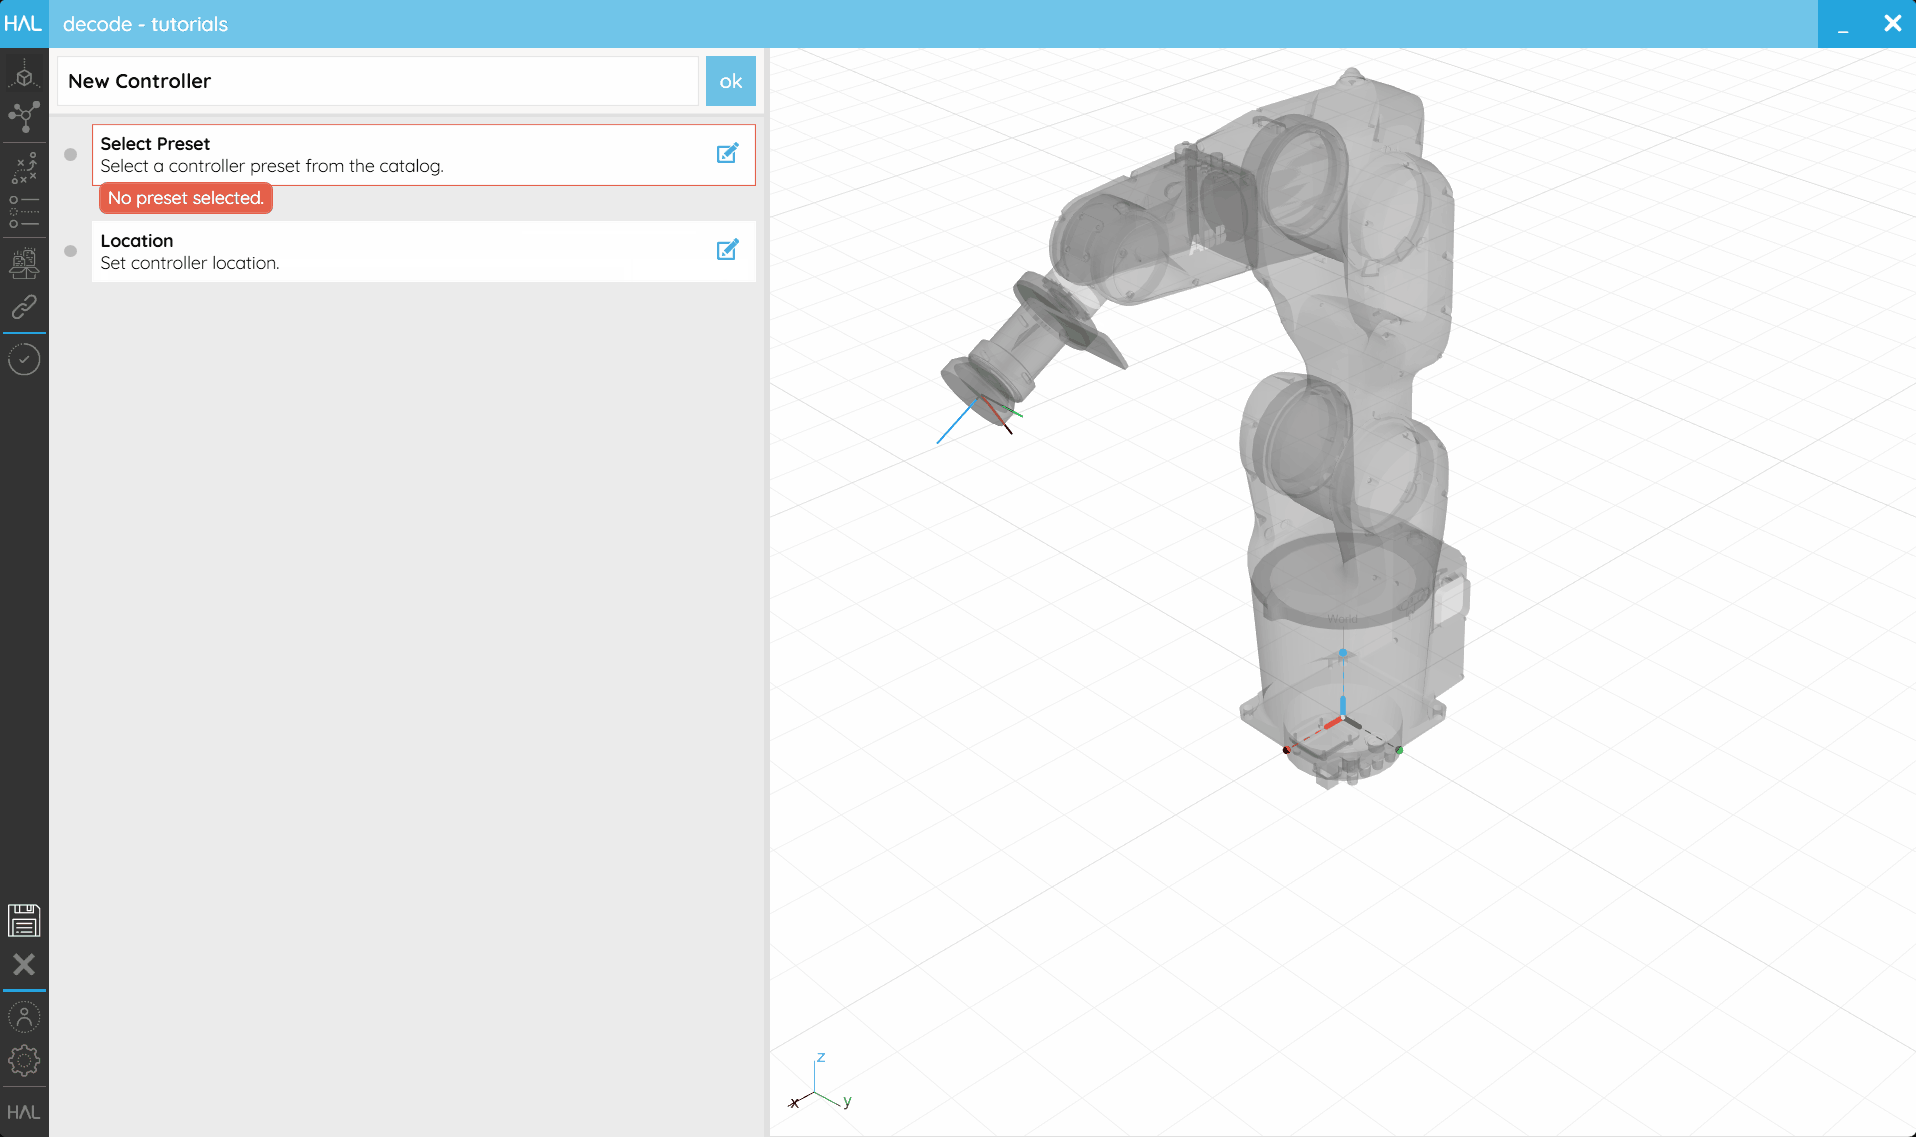 HAL decode - tutorials
New Controller
ok
Select Preset
Select a controller preset from the catalog.
No preset selected.
Location
Set controller location.
ABB
World
z
x
y
HAL